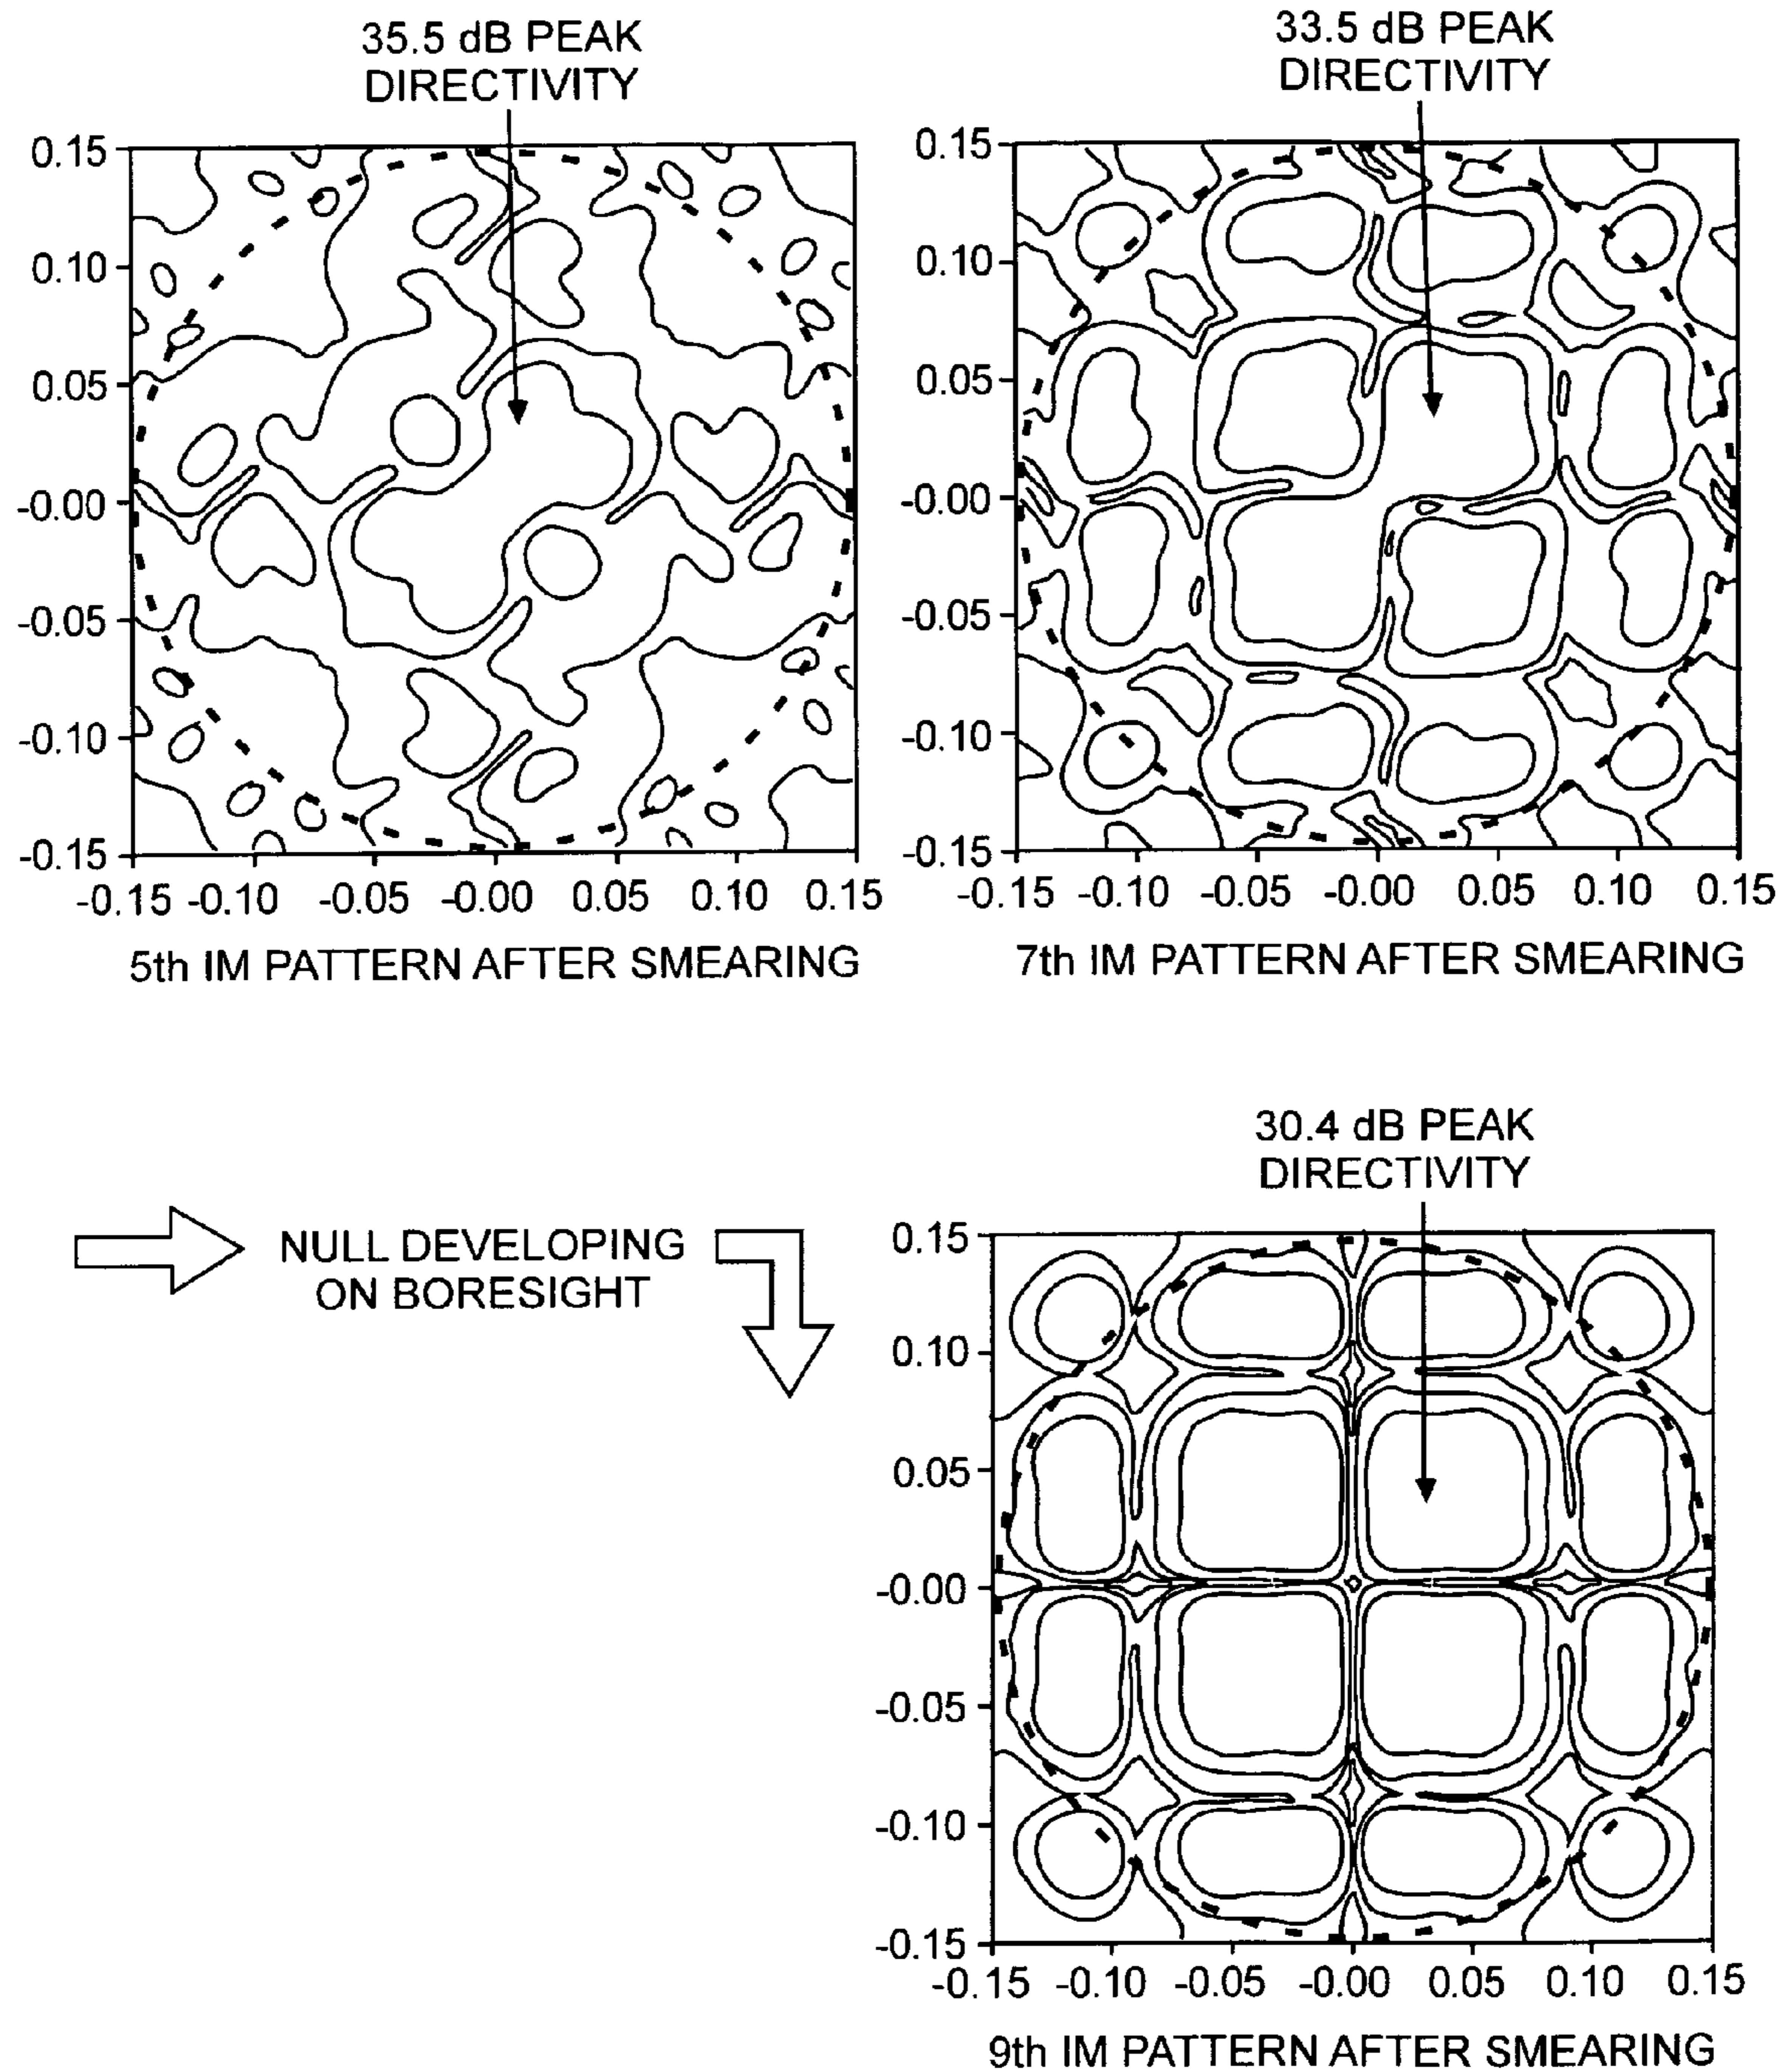 35.5 dB PEAK
DIRECTIVITY
0.15
0.10
0.05
-0.00
-0.05
-0.10
-0.15
-0.15 -0.10 -0.05 -0.00 0.05 0.10 0.15
5th IM PATTERN AFTER SMEARING
33.5 dB PEAK
DIRECTIVITY
0.15
0.10
0.05
-0.00
-0.05
-0.10
-0.15
-0.15 -0.10 -0.05 -0.00 0.05 0.10 0.15
7th IM PATTERN AFTER SMEARING
NULL DEVELOPING
ON BORESIGHT
30.4 dB PEAK
DIRECTIVITY
0.15
0.10
0.05
-0.00
-0.05
-0.10
-0.15
-0.15 -0.10 -0.05 -0.00 0.05 0.10 0.15
9th IM PATTERN AFTER SMEARING